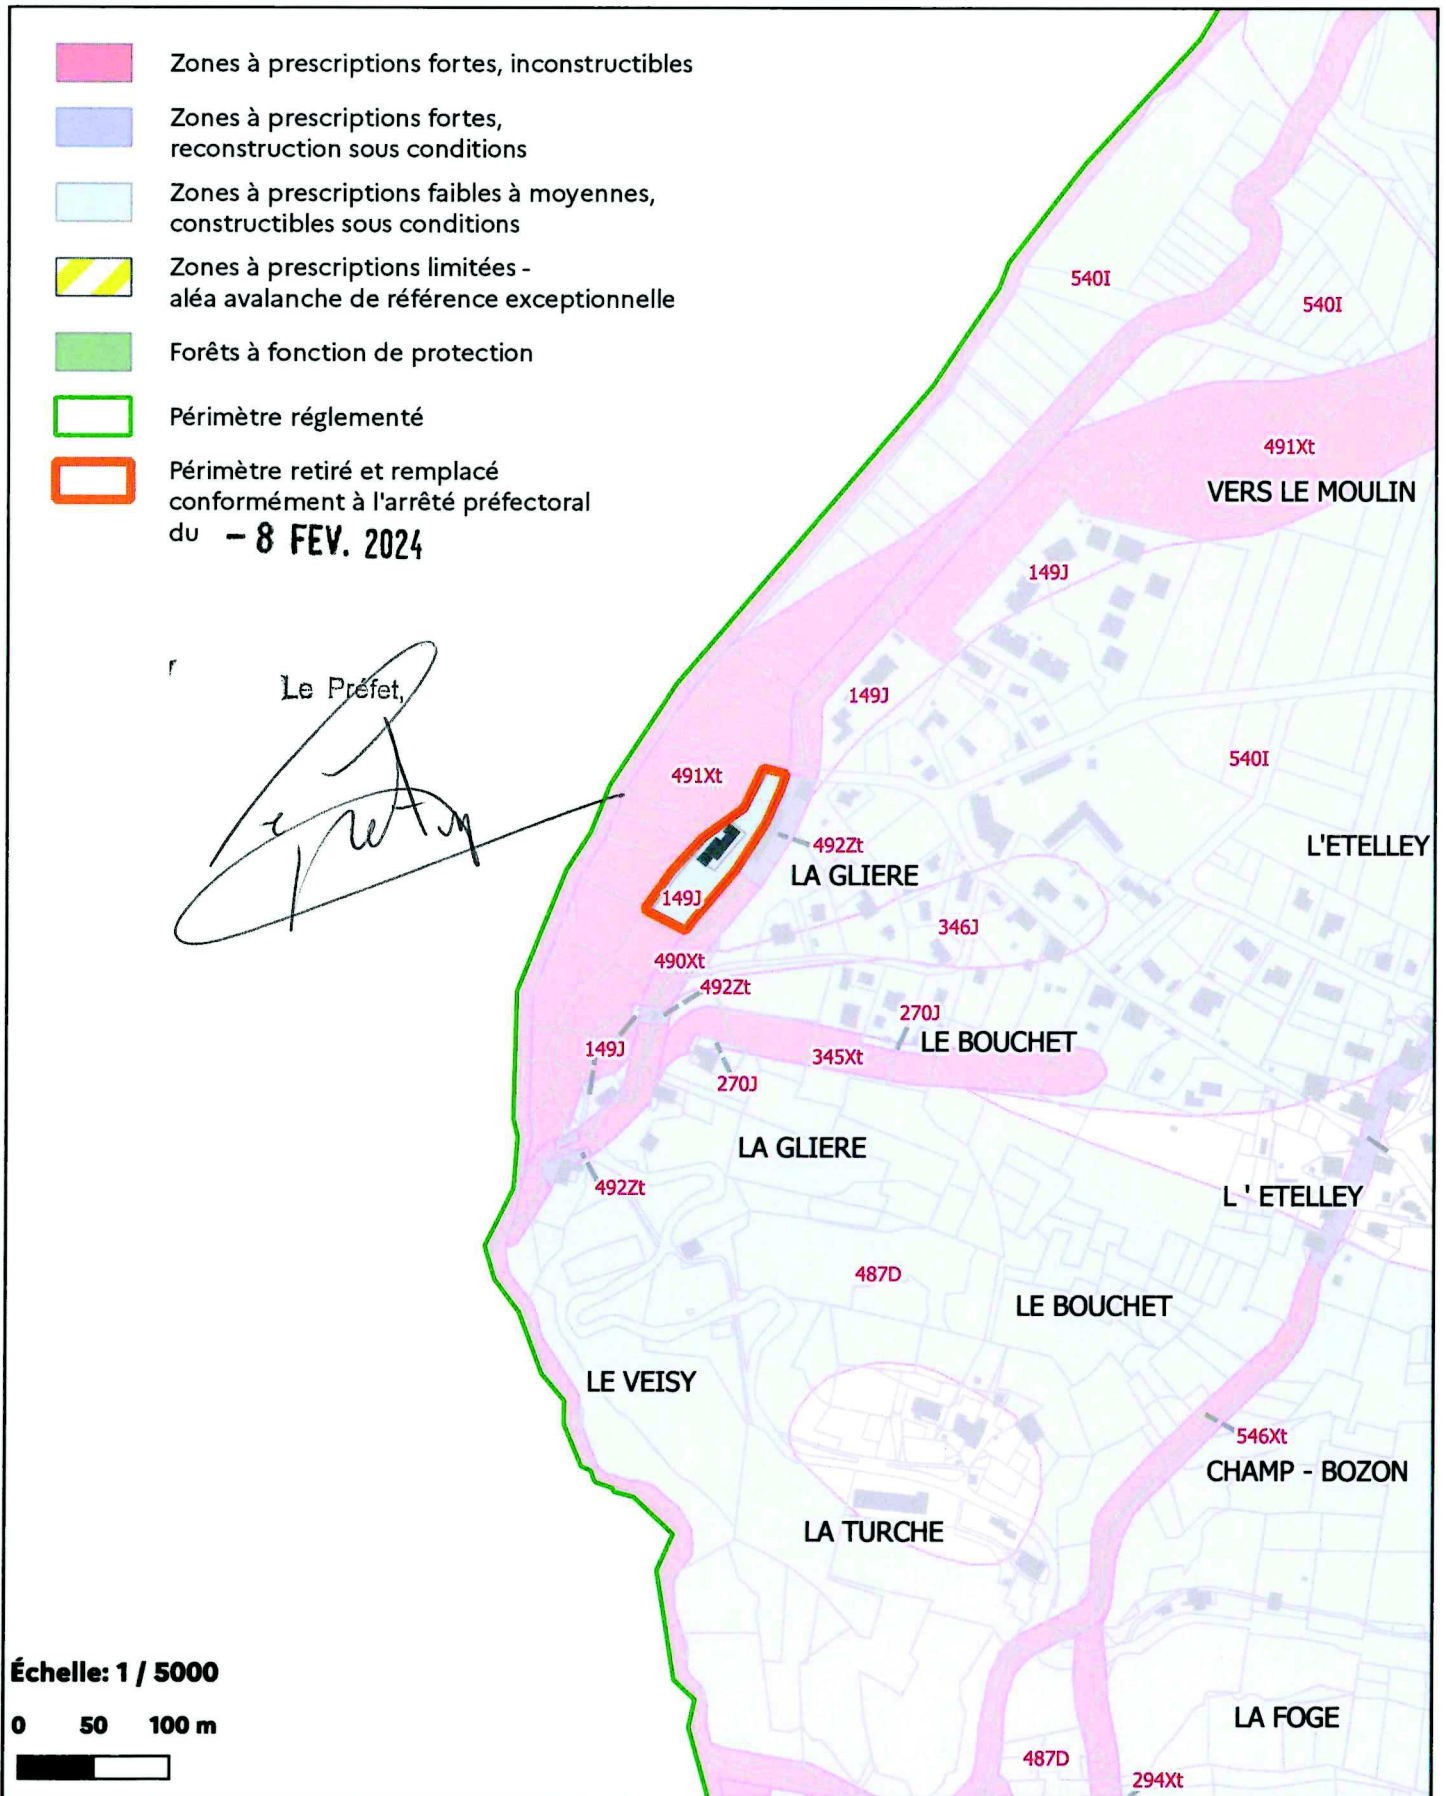 Zones à prescriptions fortes, inconstructibles
Zones à prescriptions fortes,
reconstruction sous conditions
Zones à prescriptions faibles à moyennes,
constructibles sous conditions
Zones à prescriptions limitées -
aléa avalanche de référence exceptionnelle
Forêts à fonction de protection
Périmètre réglementé
Périmètre retiré et remplacé
conformément à l'arrêté préfectoral
du - 8 FEV. 2024
Le Préfet,
540I
540I
491Xt
VERS LE MOULIN
149J
149J
540I
491Xt
492Zt
L'ETELLEY
LA GLIERE
149J
346J
490Xt
492Zt
270J
LE BOUCHET
149J
345Xt
270J
LA GLIERE
492Zt
L ' ETELLEY
487D
LE BOUCHET
LE VEISY
546Xt
CHAMP - BOZON
LA TURCHE
Échelle: 1 / 5000
0 50 100 m
LA FOGE
487D
294Xt